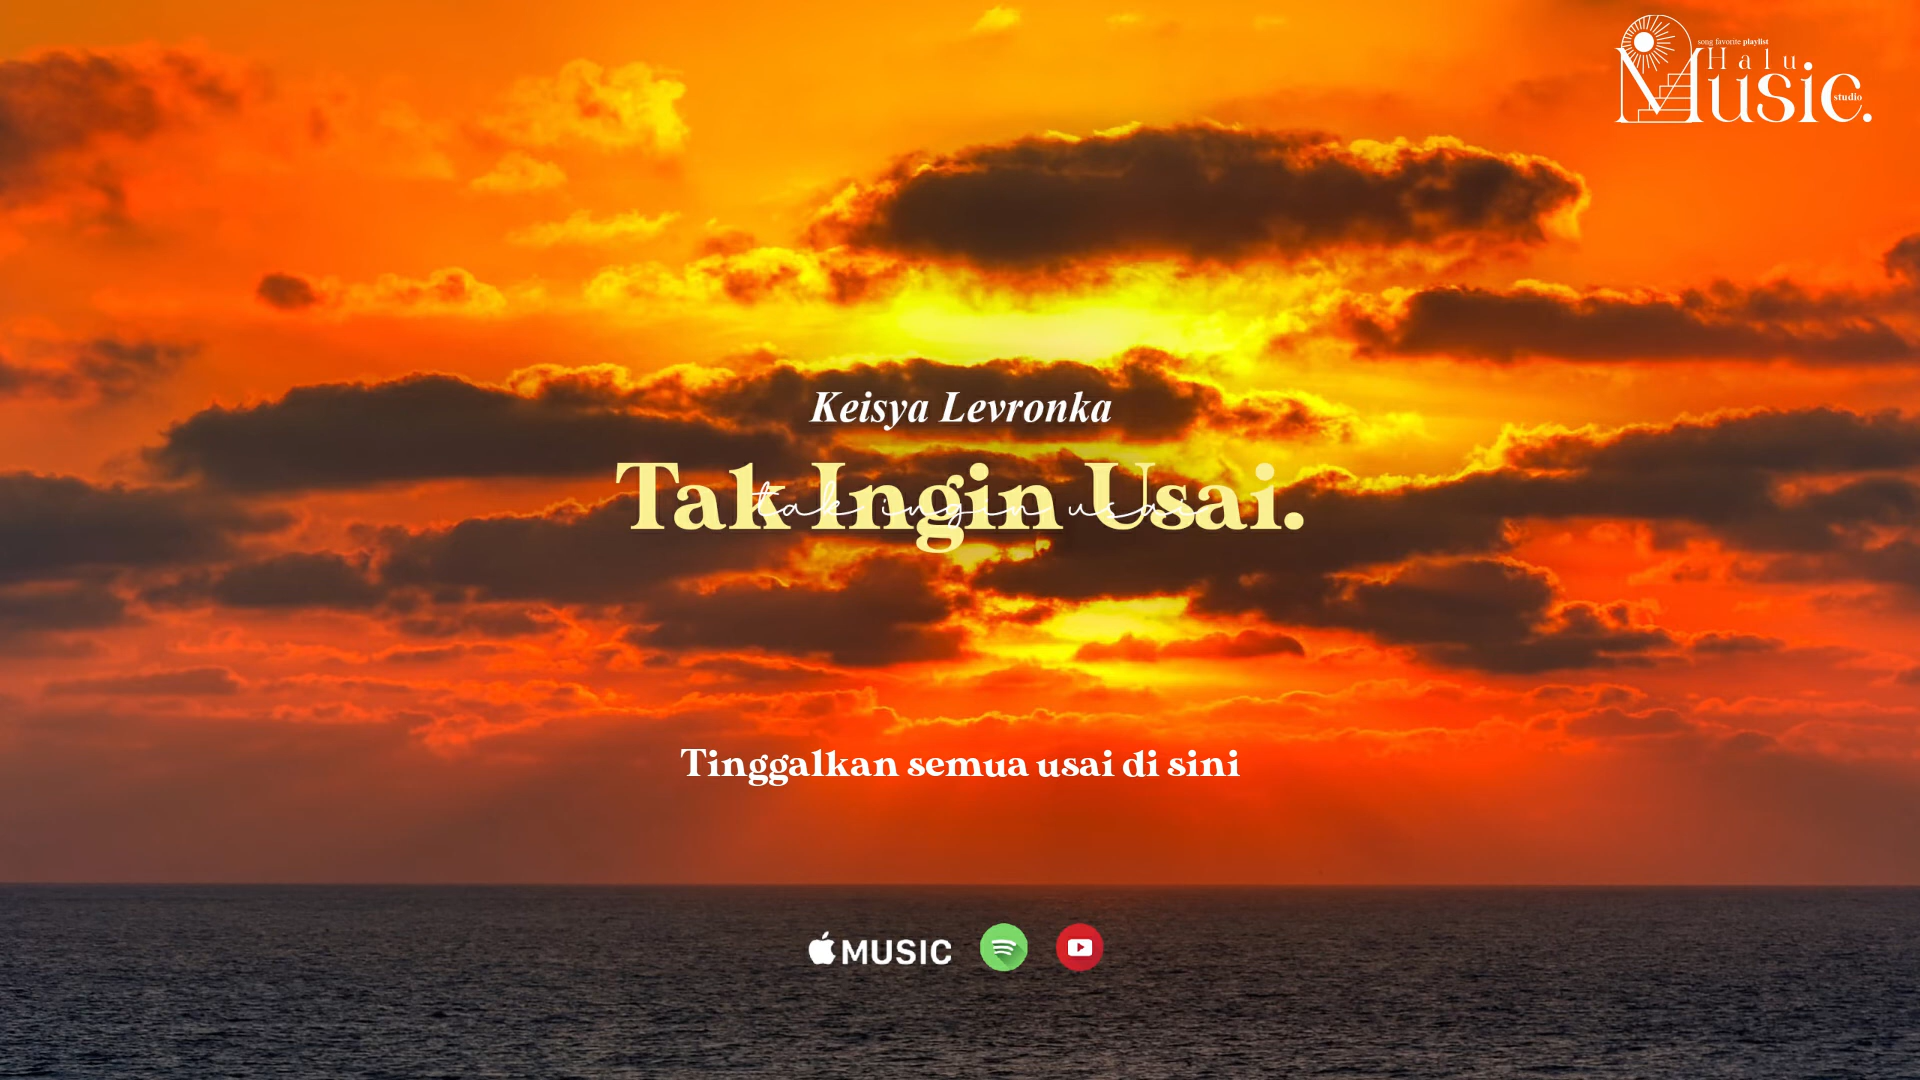 song favorite playlist
Halu
Music.
studio
Keisya Levronka
Tak Ingin Usai.
tak ingin usai
Tinggalkan semua usai di sini
MUSIC